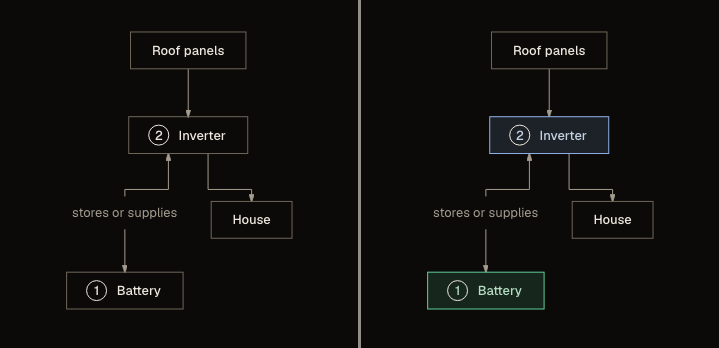 Roof panels
2 Inverter
stores or supplies
House
1 Battery
Roof panels
2 Inverter
stores or supplies
House
1 Battery